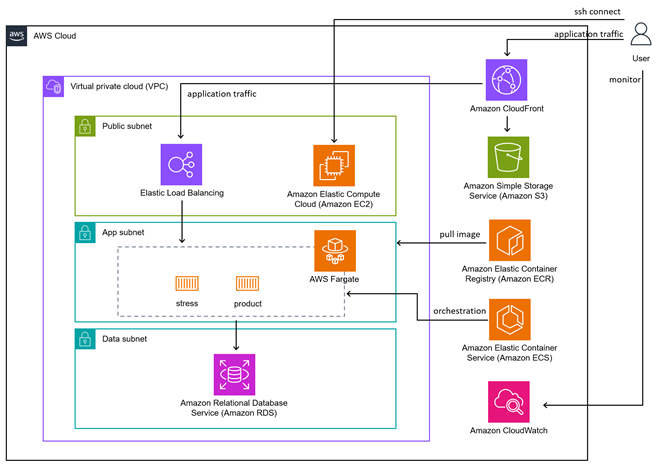 ssh connect
aws
AWS Cloud
application traffic
User
monitor
Virtual private cloud (VPC)
application traffic
Amazon CloudFront
Public subnet
Elastic Load Balancing
Amazon Elastic Compute
Cloud (Amazon EC2)
Amazon Simple Storage
Service (Amazon S3)
App subnet
pull image
AWS Fargate
Amazon Elastic Container
Registry (Amazon ECR)
stress
product
orchestration
Data subnet
Amazon Elastic Container
Service (Amazon ECS)
Amazon Relational Database
Service (Amazon RDS)
Amazon CloudWatch